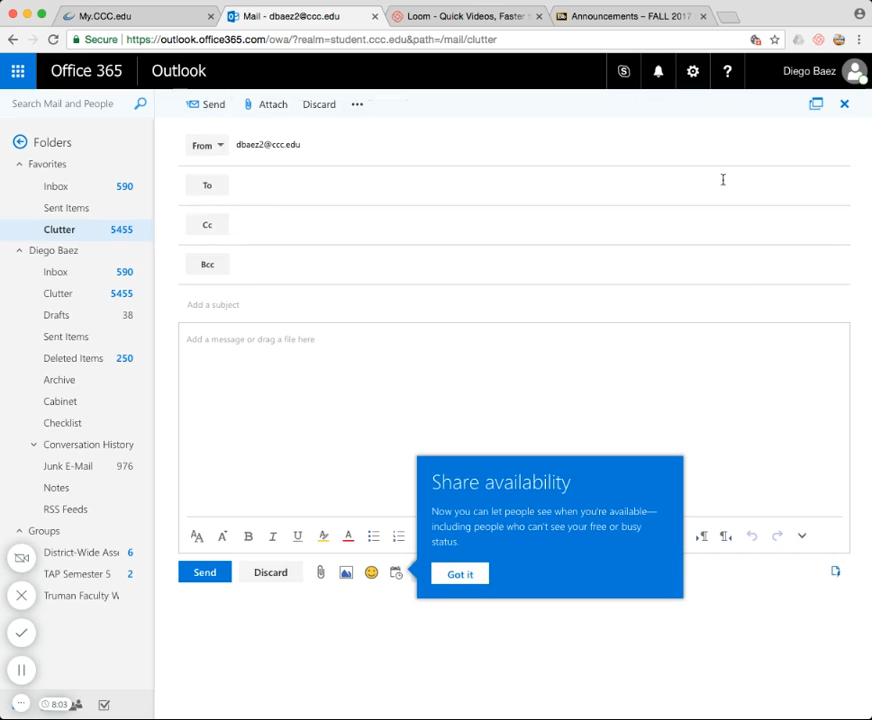 My.CCC.edu
Mail - dbaez2@ccc.edu
Loom - Quick Videos, Faster
Announcements – FALL 2017
Secure
https://outlook.office365.com/owa/?realm=student.ccc.edu&path=/mail/clutter
Office 365
Outlook
Diego Baez
Search Mail and People
Send
Attach
Discard
Folders
From
dbaez2@ccc.edu
Favorites
Inbox 590
To
Sent Items
Clutter 5455
Cc
Diego Baez
Bcc
Inbox 590
Clutter 5455
Add a subject
Drafts 38
Sent Items
Add a message or drag a file here
Deleted Items 250
Archive
Cabinet
Checklist
Conversation History
Junk E-Mail 976
Notes
RSS Feeds
Groups
District-Wide Asse 6
TAP Semester 5 2
Truman Faculty W
Share availability
Now you can let people see when you're available—
including people who can't see your free or busy
status.
Got it
Send
Discard
8:03